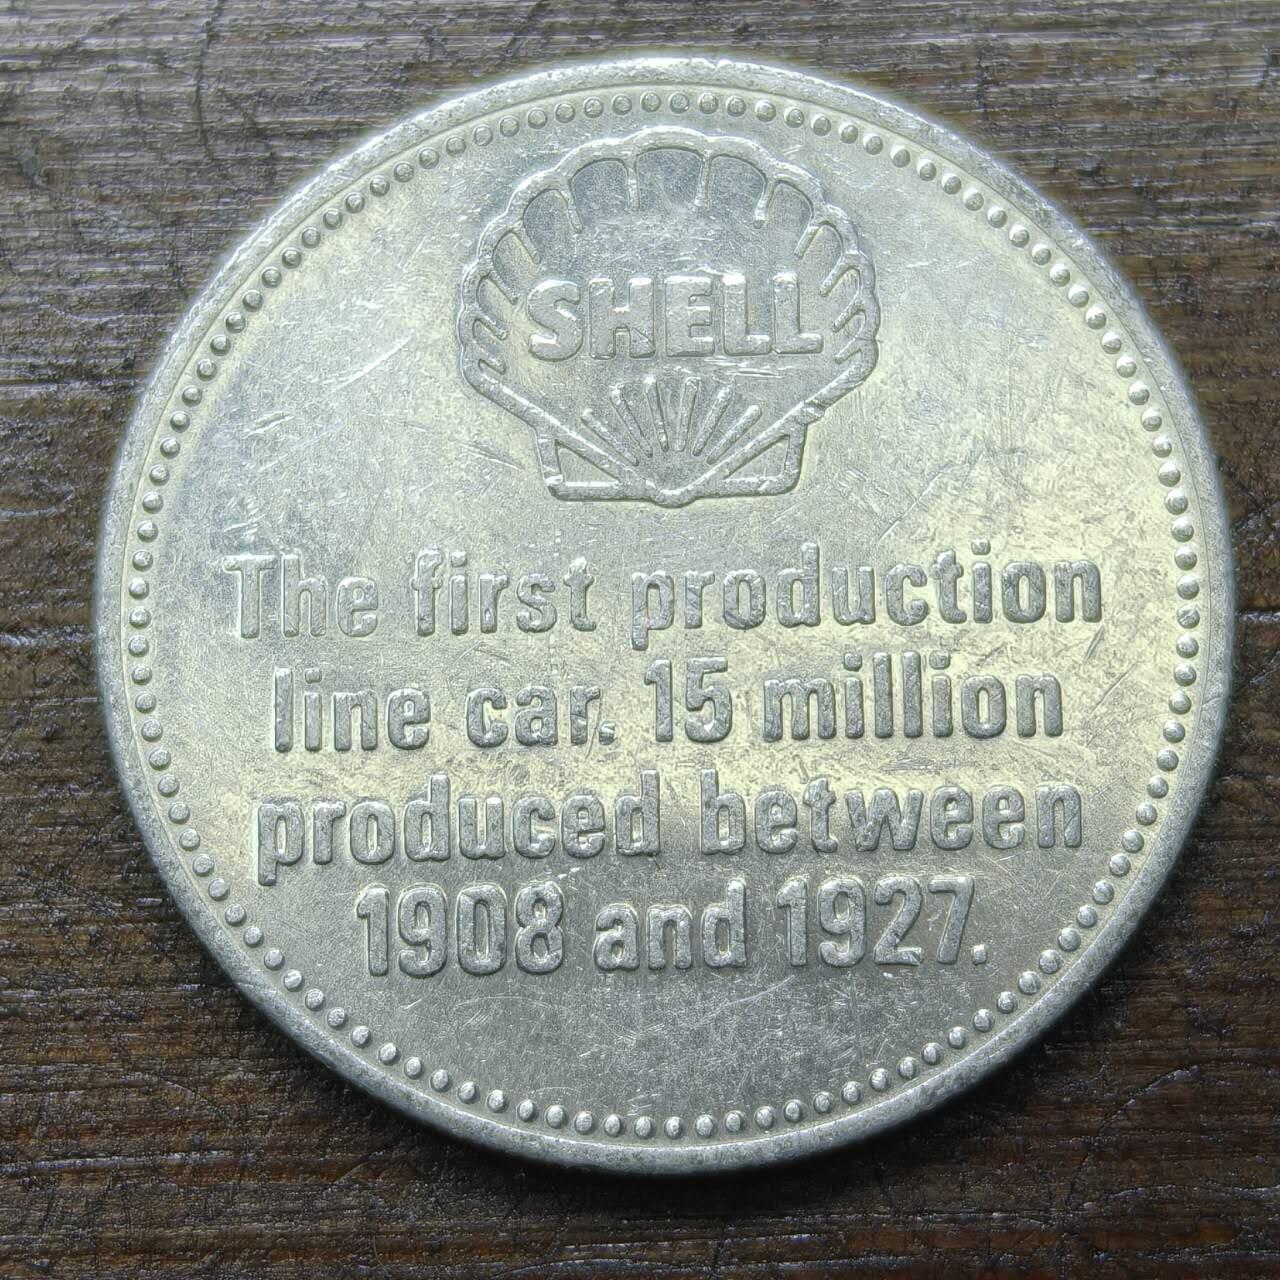 SHELL
The first production
line car. 15 million
produced between
1908 and 1927.